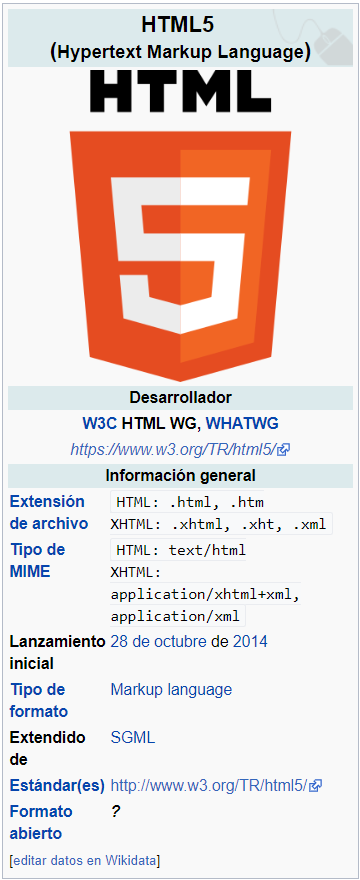 HTML5
(Hypertext Markup Language)
HTML
5
Desarrollador
W3C HTML WG, WHATWG
https://www.w3.org/TR/html5/
Información general
Extensión de archivo
HTML: .html, .htm
XHTML: .xhtml, .xht, .xml
Tipo de MIME
HTML: text/html
XHTML:
application/xhtml+xml,
application/xml
Lanzamiento inicial
28 de octubre de 2014
Tipo de formato
Markup language
Extendido de
SGML
Estándar(es)
http://www.w3.org/TR/html5/
Formato abierto
?
[editar datos en Wikidata]